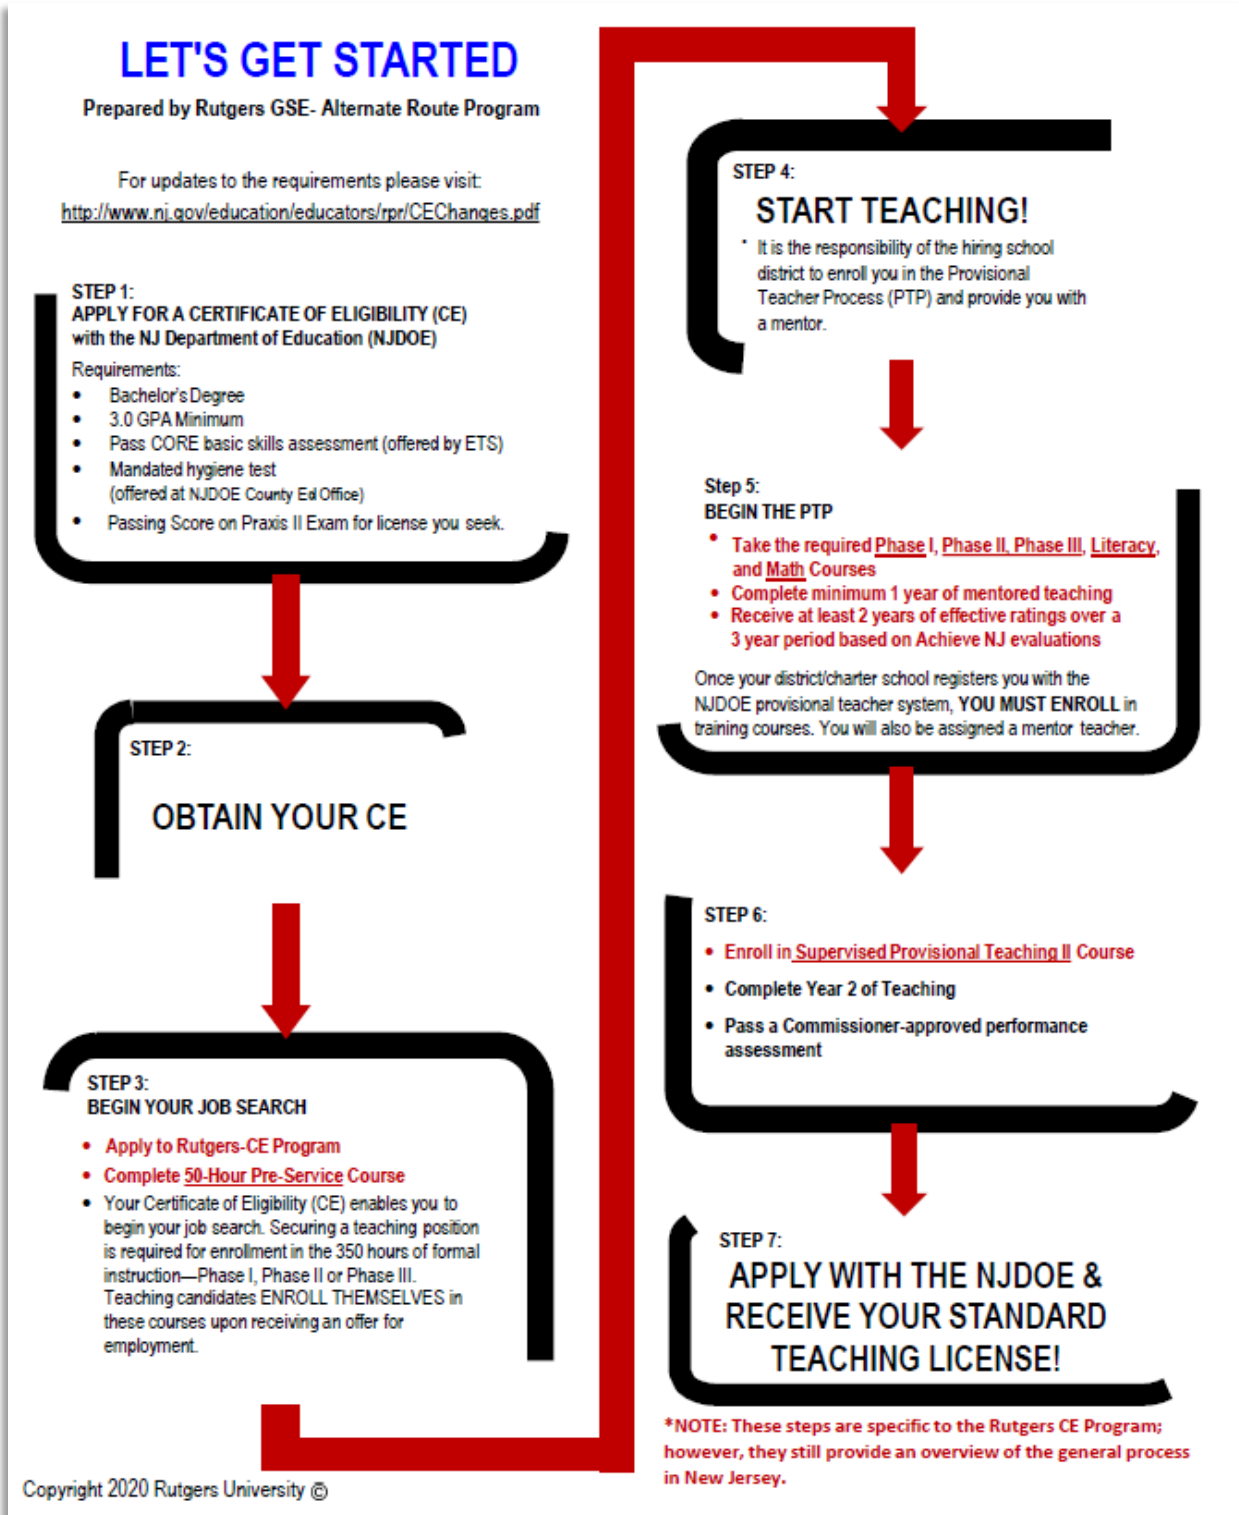 LET'S GET STARTED
Prepared by Rutgers GSE- Alternate Route Program
For updates to the requirements please visit:
http://www.nj.gov/education/educators/rpr/CEChanges.pdf
STEP 1:
APPLY FOR A CERTIFICATE OF ELIGIBILITY (CE)
with the NJ Department of Education (NJDOE)
Requirements:
• Bachelor's Degree
• 3.0 GPA Minimum
• Pass CORE basic skills assessment (offered by ETS)
• Mandated hygiene test
(offered at NJDOE County Ed Office)
• Passing Score on Praxis II Exam for license you seek.
STEP 2:
OBTAIN YOUR CE
STEP 3:
BEGIN YOUR JOB SEARCH
• Apply to Rutgers-CE Program
• Complete 50-Hour Pre-Service Course
• Your Certificate of Eligibility (CE) enables you to
begin your job search. Securing a teaching position
is required for enrollment in the 350 hours of formal
instruction—Phase I, Phase II or Phase III.
Teaching candidates ENROLL THEMSELVES in
these courses upon receiving an offer for
employment.
Copyright 2020 Rutgers University ©
STEP 4:
START TEACHING!
• It is the responsibility of the hiring school
district to enroll you in the Provisional
Teacher Process (PTP) and provide you with
a mentor.
Step 5:
BEGIN THE PTP
• Take the required Phase I, Phase II, Phase III, Literacy,
and Math Courses
• Complete minimum 1 year of mentored teaching
• Receive at least 2 years of effective ratings over a
3 year period based on Achieve NJ evaluations
Once your district/charter school registers you with the
NJDOE provisional teacher system, YOU MUST ENROLL in
training courses. You will also be assigned a mentor teacher.
STEP 6:
• Enroll in Supervised Provisional Teaching II Course
• Complete Year 2 of Teaching
• Pass a Commissioner-approved performance
assessment
STEP 7:
APPLY WITH THE NJDOE &
RECEIVE YOUR STANDARD
TEACHING LICENSE!
*NOTE: These steps are specific to the Rutgers CE Program;
however, they still provide an overview of the general process
in New Jersey.